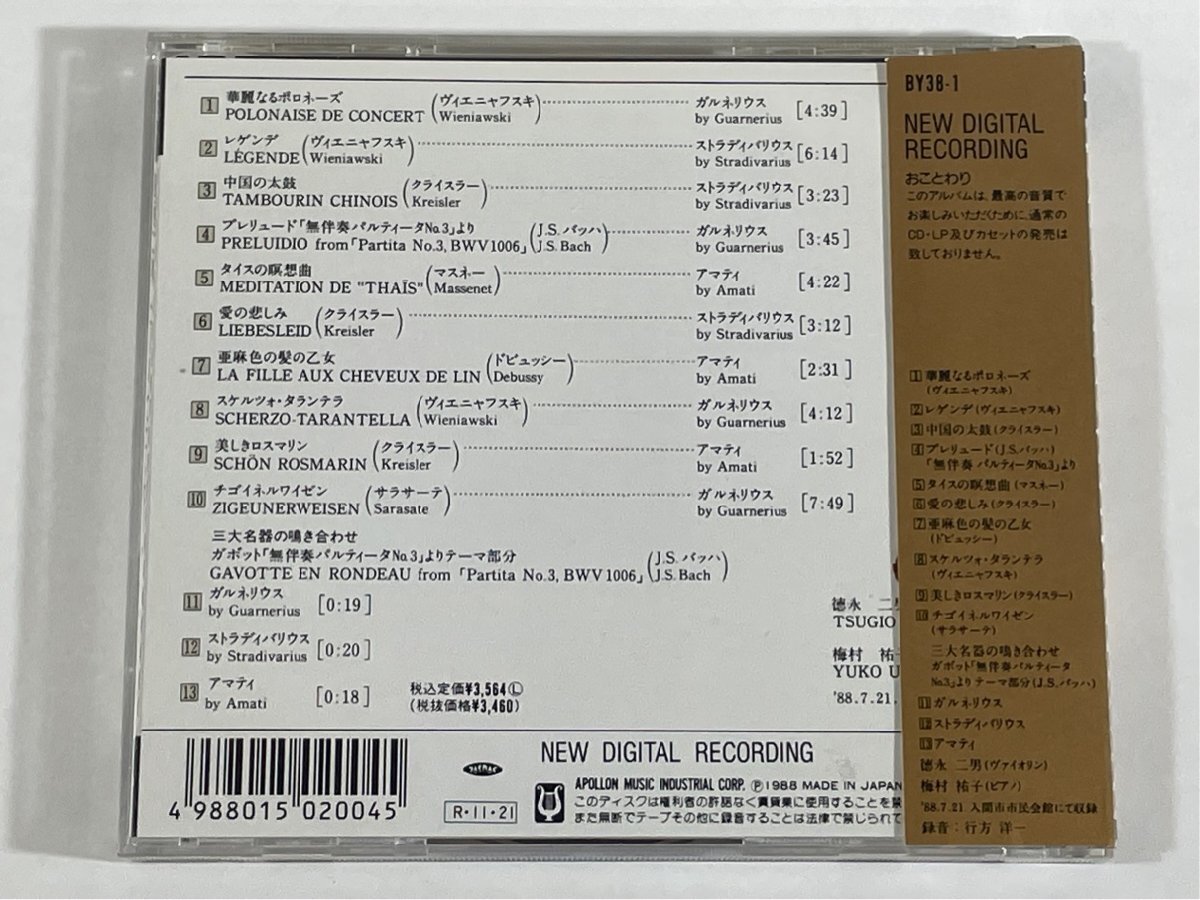 1 華麗なるポロネーズ
POLONAISE DE CONCERT (ヴィエニャフスキ Wieniawski) ガルネリウス by Guarnerius [4:39]
2 レゲンデ
LÉGENDE (ヴィエニャフスキ Wieniawski) ストラディバリウス by Stradivarius [6:14]
3 中国の太鼓
TAMBOURIN CHINOIS (クライスラー Kreisler) ストラディバリウス by Stradivarius [3:23]
4 プレリュード「無伴奏パルティータNo.3」より
PRELUIDIO from「Partita No.3, BWV1006」(J.S.バッハ J.S.Bach) ガルネリウス by Guarnerius [3:45]
5 タイスの瞑想曲
MEDITATION DE "THAÏS" (マスネー Massenet) アマティ by Amati [4:22]
6 愛の悲しみ
LIEBESLEID (クライスラー Kreisler) ストラディバリウス by Stradivarius [3:12]
7 亜麻色の髪の乙女
LA FILLE AUX CHEVEUX DE LIN (ドビュッシー Debussy) アマティ by Amati [2:31]
8 スケルツォ・タランテラ
SCHERZO-TARANTELLA (ヴィエニャフスキ Wieniawski) ガルネリウス by Guarnerius [4:12]
9 美しきロスマリン
SCHÖN ROSMARIN (クライスラー Kreisler) アマティ by Amati [1:52]
10 チゴイネルワイゼン
ZIGEUNERWEISEN (サラサーテ Sarasate) ガルネリウス by Guarnerius [7:49]
三大名器の鳴き合わせ
ガボット「無伴奏パルティータNo.3」よりテーマ部分
GAVOTTE EN RONDEAU from「Partita No.3, BWV1006」(J.S.バッハ J.S.Bach)
11 ガルネリウス
by Guarnerius [0:19]
12 ストラディバリウス
by Stradivarius [0:20]
13 アマティ
by Amati [0:18]
税込定価¥3,564Ⓛ
(税抜価格¥3,460)
徳永 二男
TSUGIO
梅村 祐子
YUKO U
'88.7.21.
4 988015 020045
R・11・21
NEW DIGITAL RECORDING
APOLLON MUSIC INDUSTRIAL CORP. Ⓟ1988 MADE IN JAPAN
このディスクは権利者の許諾なく賃貸業に使用することを禁
また無断でテープその他に録音することは法律で禁じられて
BY38-1
NEW DIGITAL
RECORDING
おことわり
このアルバムは、最高の音質で
お楽しみいただくために、通常の
CD・LP及びカセットの発売は
致しておりません。
1 華麗なるポロネーズ
(ヴィエニャフスキ)
2 レゲンデ(ヴィエニャフスキ)
3 中国の太鼓(クライスラー)
4 プレリュード(J.S.バッハ)
「無伴奏 パルティータNo.3」より
5 タイスの瞑想曲(マスネー)
6 愛の悲しみ(クライスラー)
7 亜麻色の髪の乙女
(ドビュッシー)
8 スケルツォ・タランテラ
(ヴィエニャフスキ)
9 美しきロスマリン(クライスラー)
10 チゴイネルワイゼン
(サラサーテ)
三大名器の鳴き合わせ
ガボット「無伴奏パルティータ
No.3」よりテーマ部分(J.S.バッハ)
11 ガルネリウス
12 ストラディバリウス
13 アマティ
徳永 二男(ヴァイオリン)
梅村 祐子(ピアノ)
'88.7.21 入間市市民会館にて収録
録音：行方 洋一